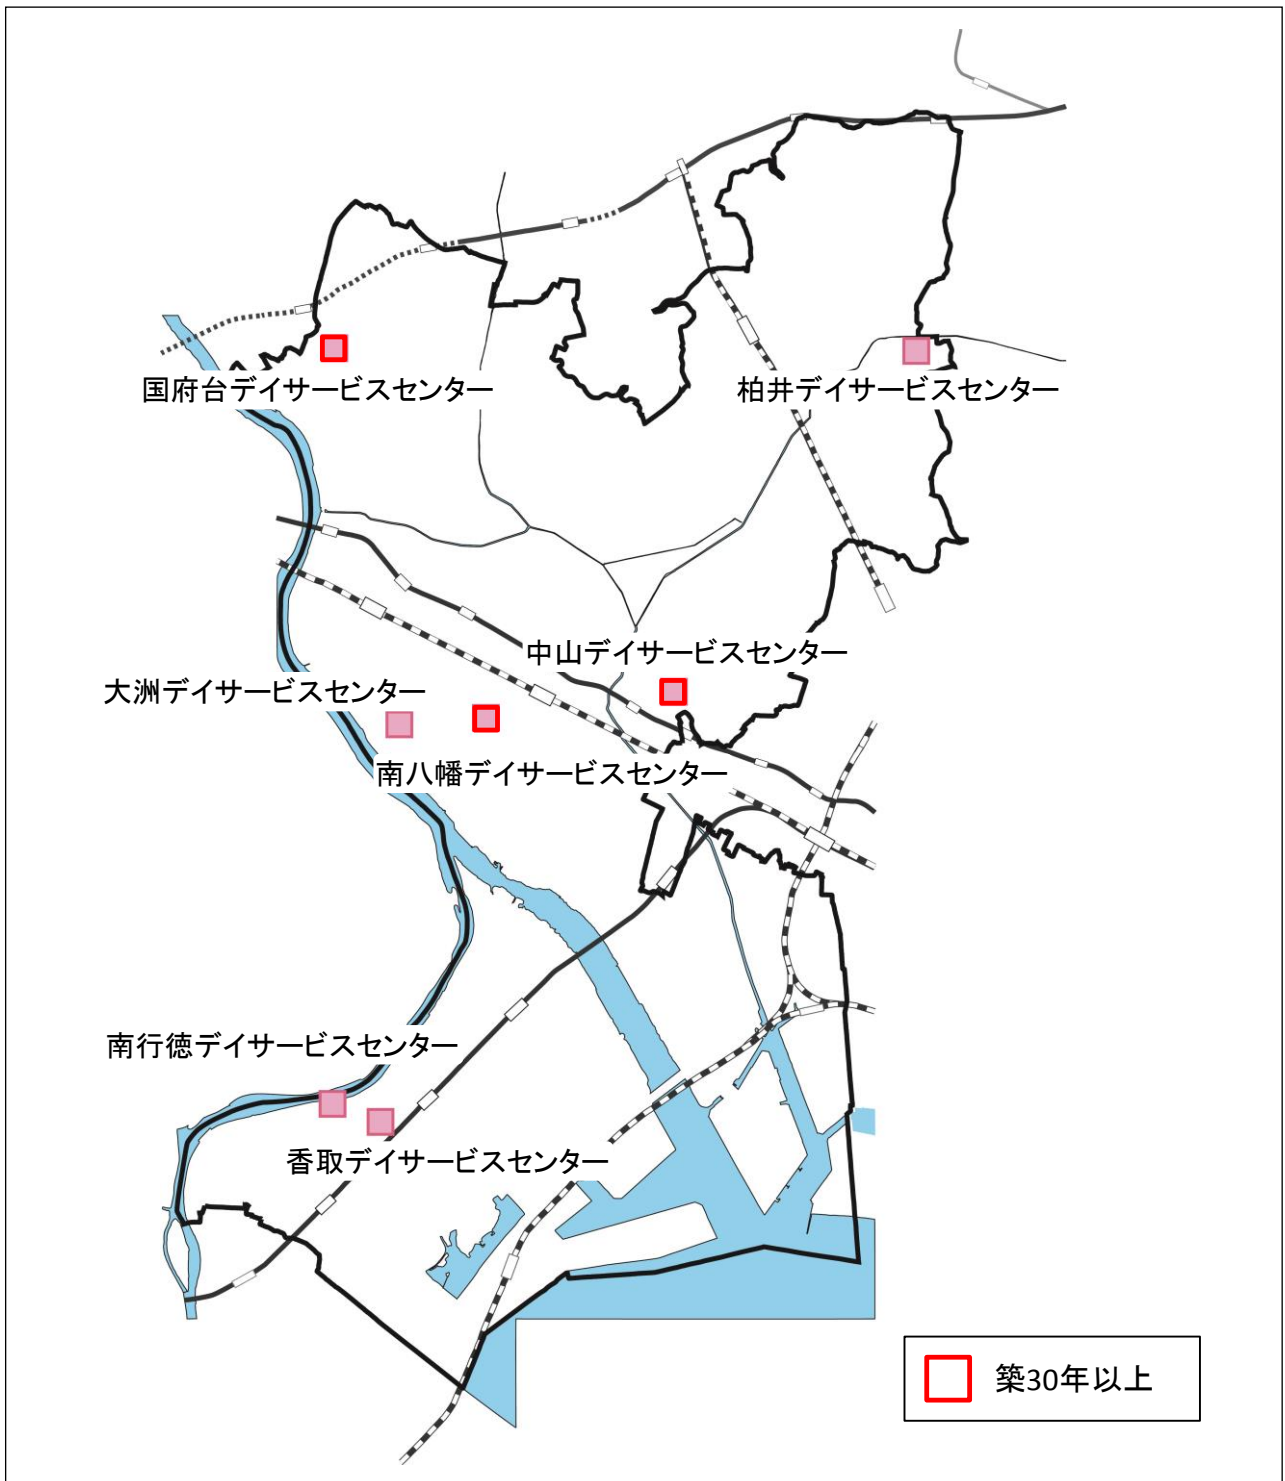 国府台デイサービスセンター
柏井デイサービスセンター
中山デイサービスセンター
大洲デイサービスセンター
南八幡デイサービスセンター
南行徳デイサービスセンター
香取デイサービスセンター
築30年以上